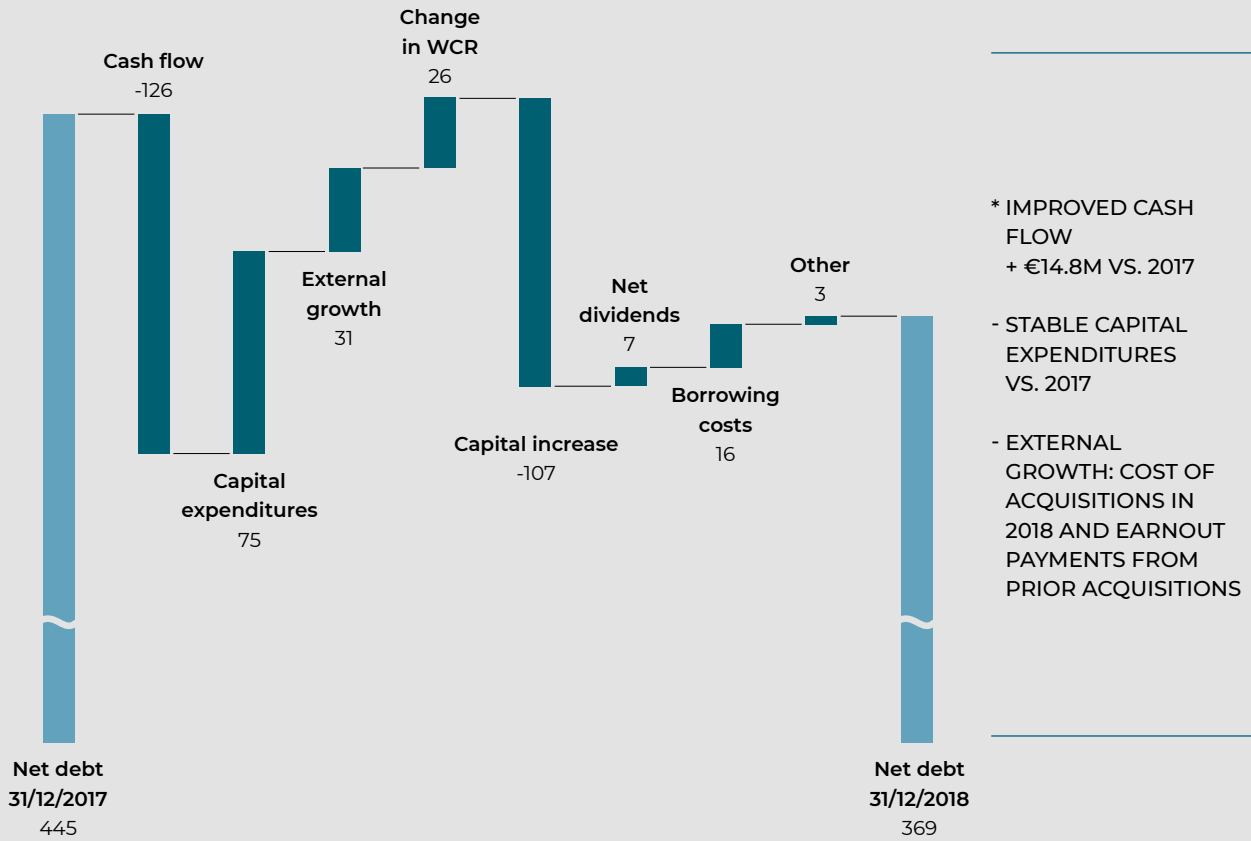 Change
in WCR
26
Cash flow
-126
External
growth
31
Capital
expenditures
75
Capital increase
-107
Net
dividends
7
Borrowing
costs
16
Other
3
Net debt
31/12/2017
445
Net debt
31/12/2018
369
* IMPROVED CASH
FLOW
+ €14.8M VS. 2017
- STABLE CAPITAL
EXPENDITURES
VS. 2017
- EXTERNAL
GROWTH: COST OF
ACQUISITIONS IN
2018 AND EARNOUT
PAYMENTS FROM
PRIOR ACQUISITIONS